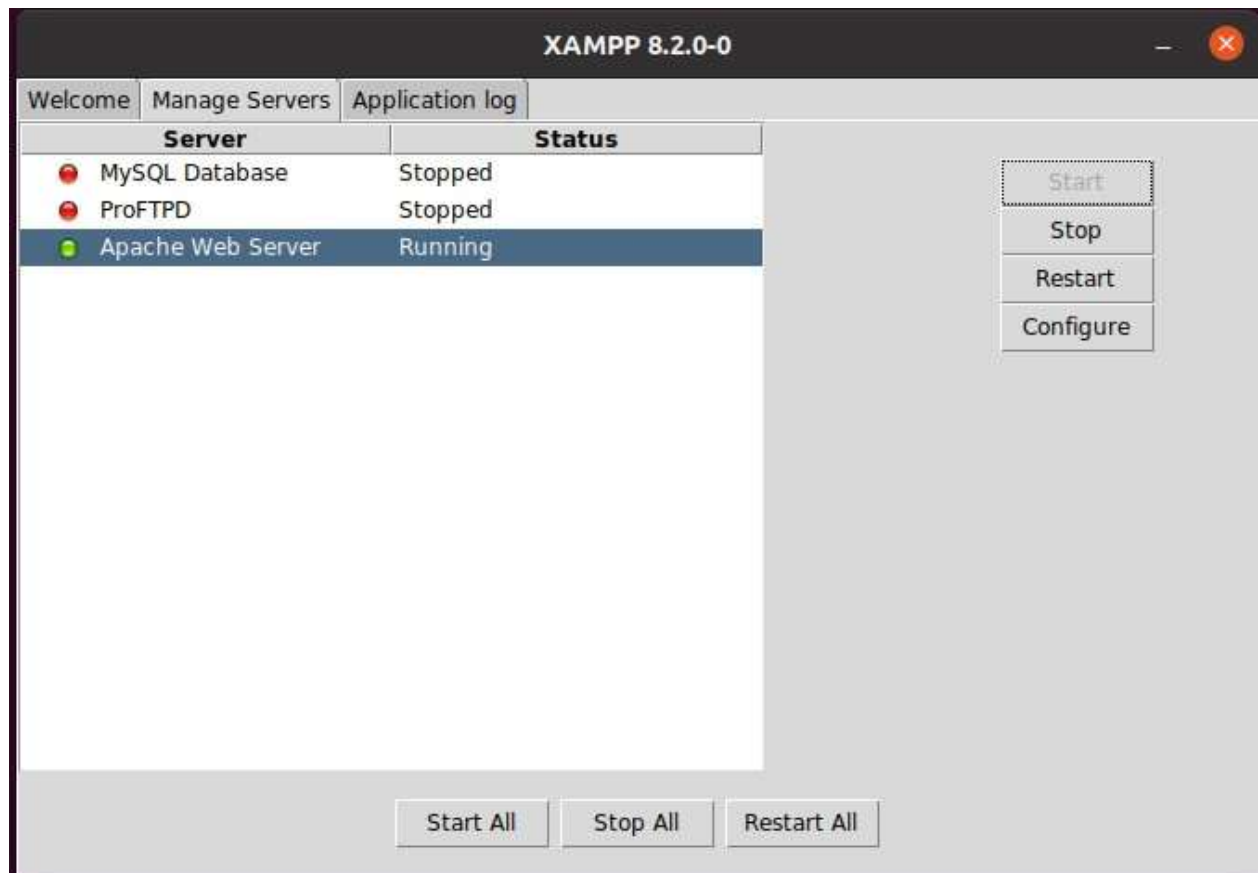 XAMPP 8.2.0-0
Welcome Manage Servers Application log
Server Status
MySQL Database Stopped
ProFTPD Stopped
Apache Web Server Running
Start
Stop
Restart
Configure
Start All Stop All Restart All